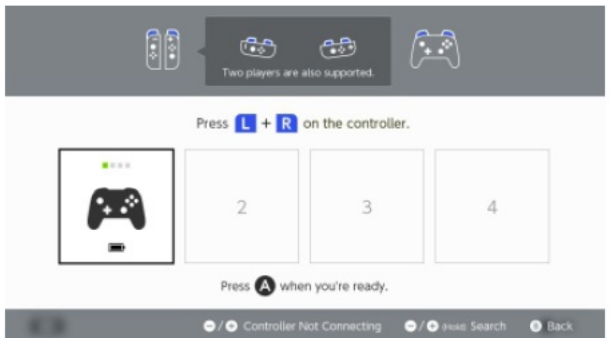 Two players are also supported.
Press L + R on the controller.
2
3
4
Press A when you're ready.
-/+ Controller Not Connecting -/+ (Hold) Search B Back